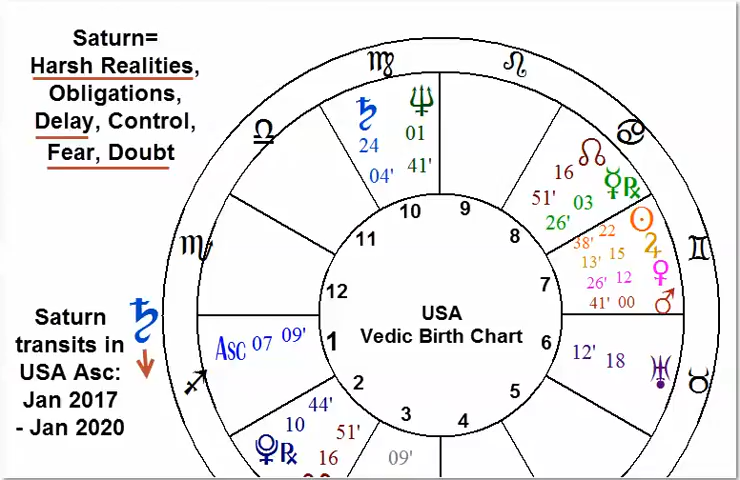 Saturn=
Harsh Realities,
Obligations,
Delay, Control,
Fear, Doubt
♍
♌
♎
♋
♏
♊
♐
♉
♄ ♆
24 01
04' 41'
☊
16 ☿℞
51' 03
26'
☉
38' 22 ♃
13' 15
26' 12 ♀
41' 00 ♂
10 9
11 8
12 7
1 6
2 5
3 4
USA
Vedic Birth Chart
Asc 07 09'
12' 18 ♅
44'
10
♇℞
51'
16
09'
Saturn ♄
transits in
USA Asc:
Jan 2017
- Jan 2020